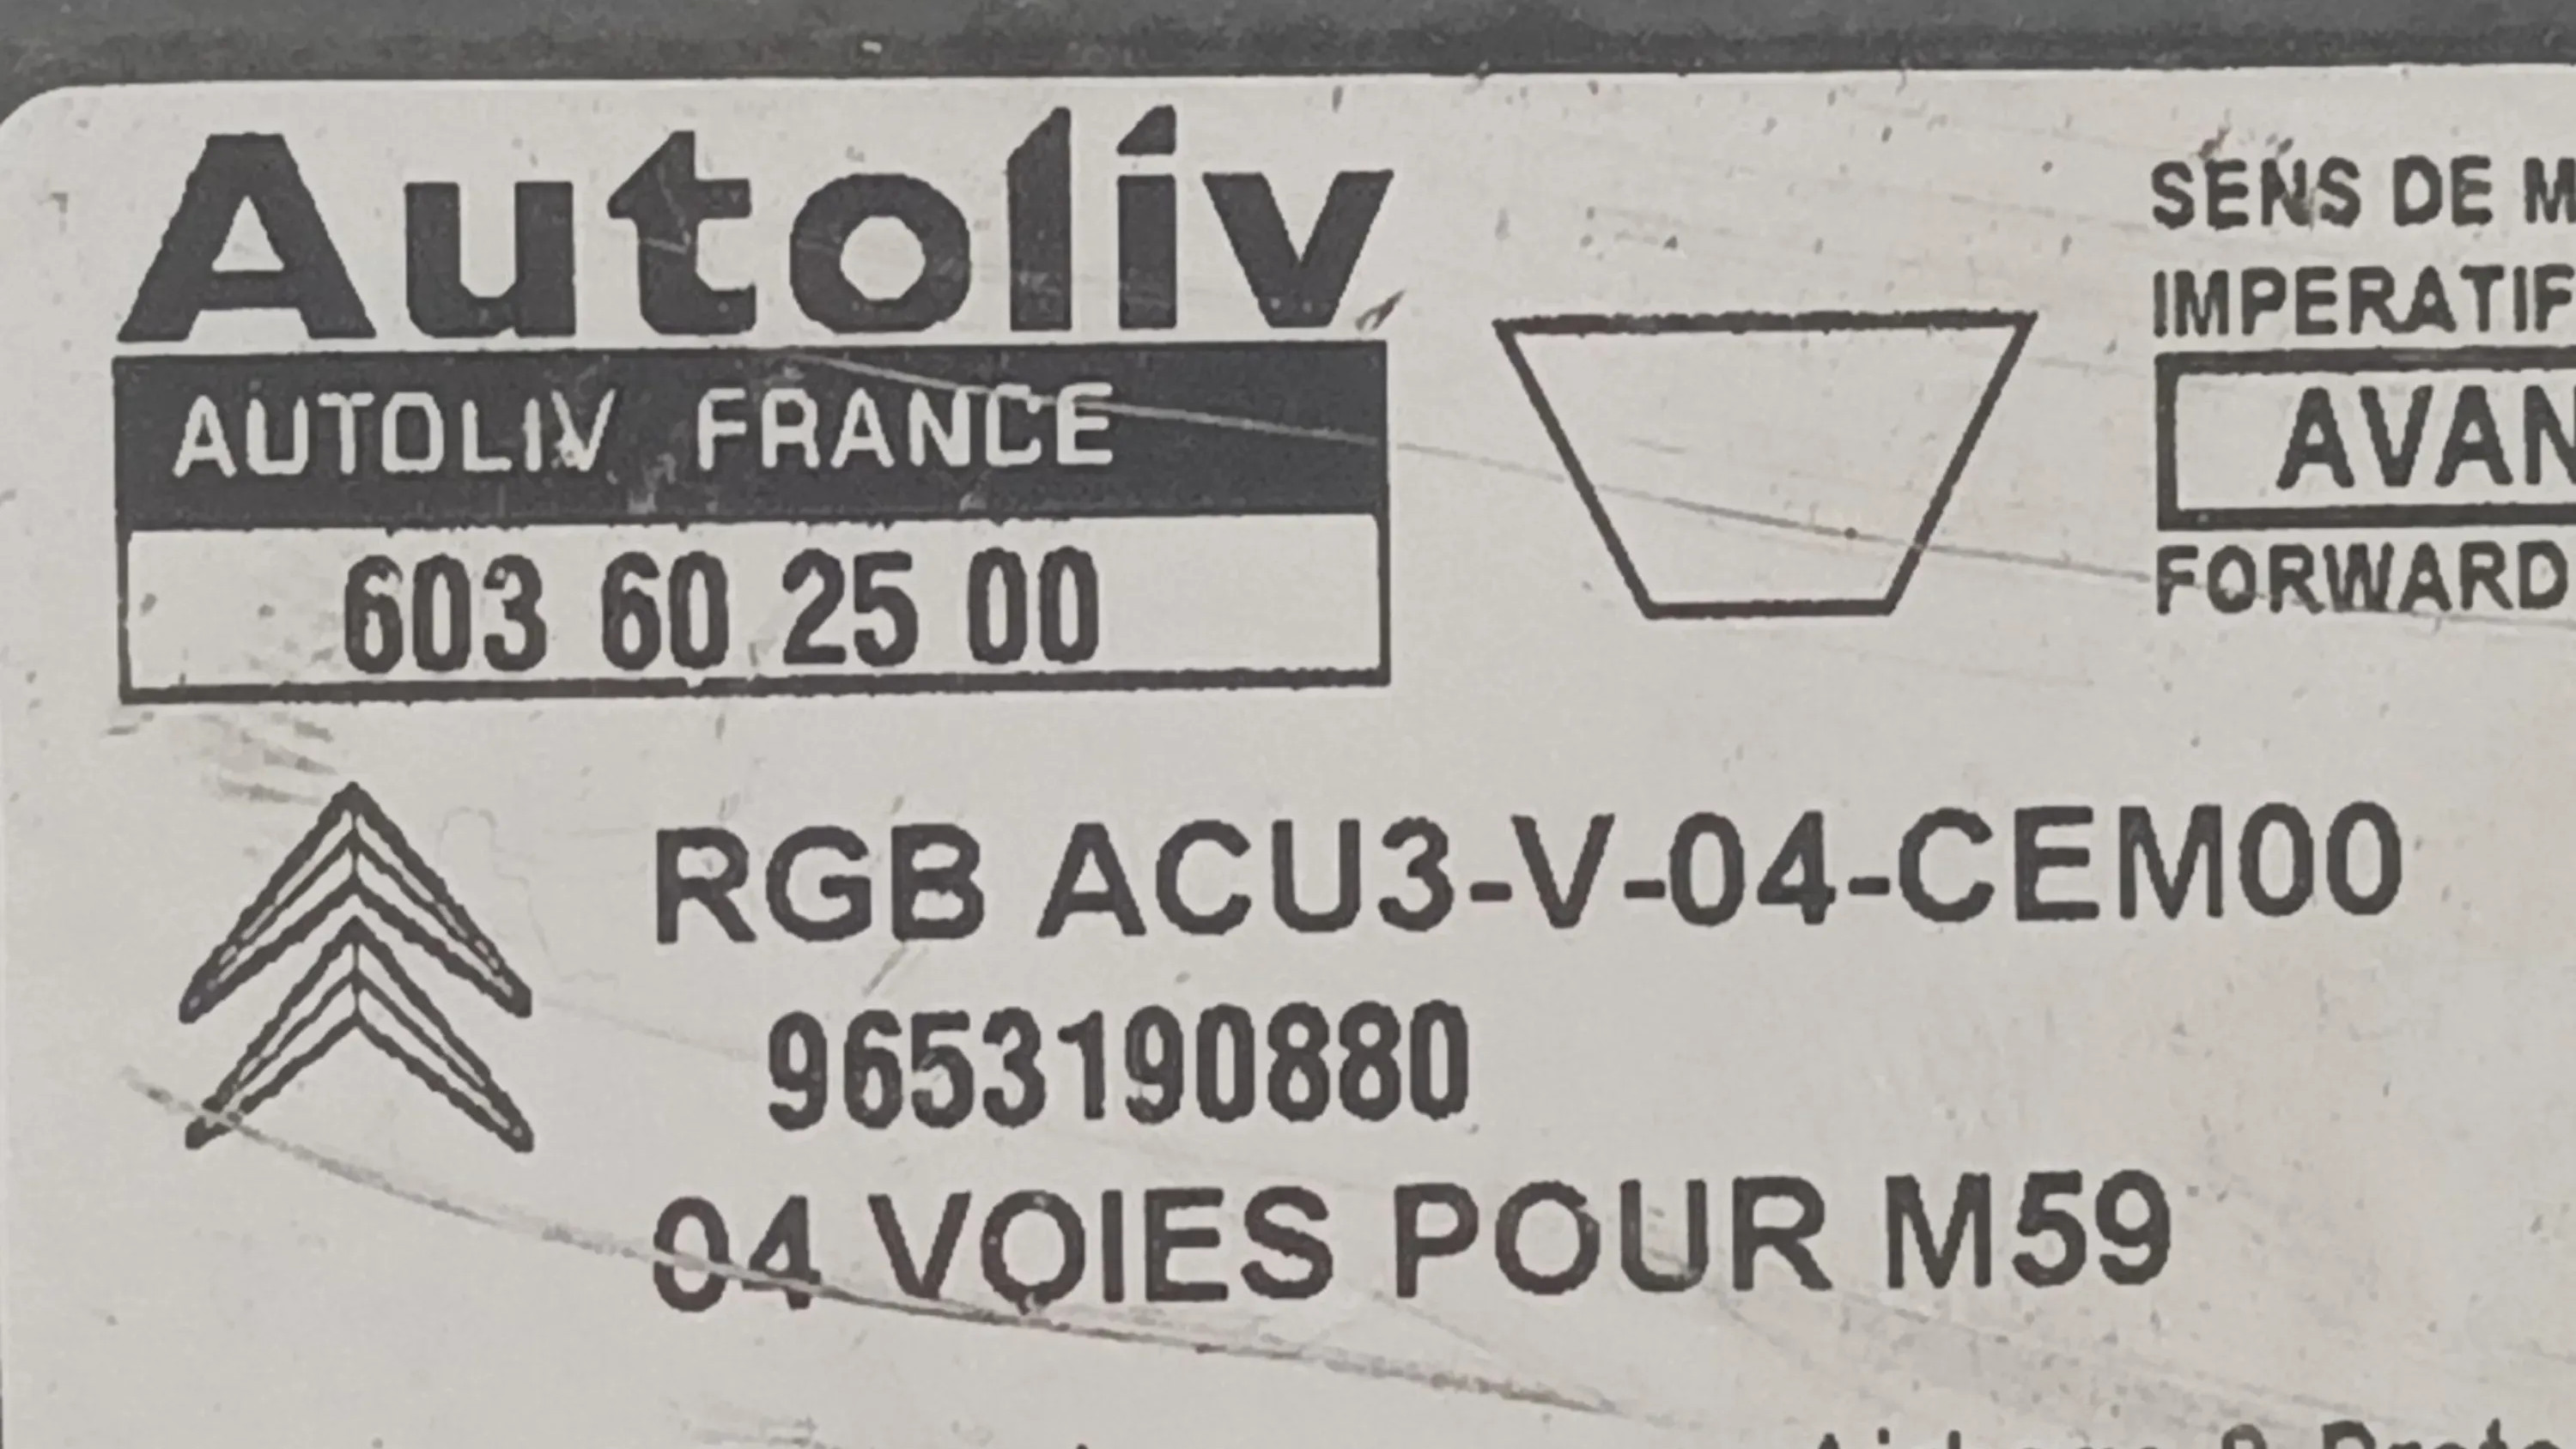 Autoliv
AUTOLIV FRANCE
603 60 25 00
SENS DE M
IMPERATIF
AVAN
FORWARD
RGB ACU3-V-04-CEM00
9653190880
04 VOIES POUR M59